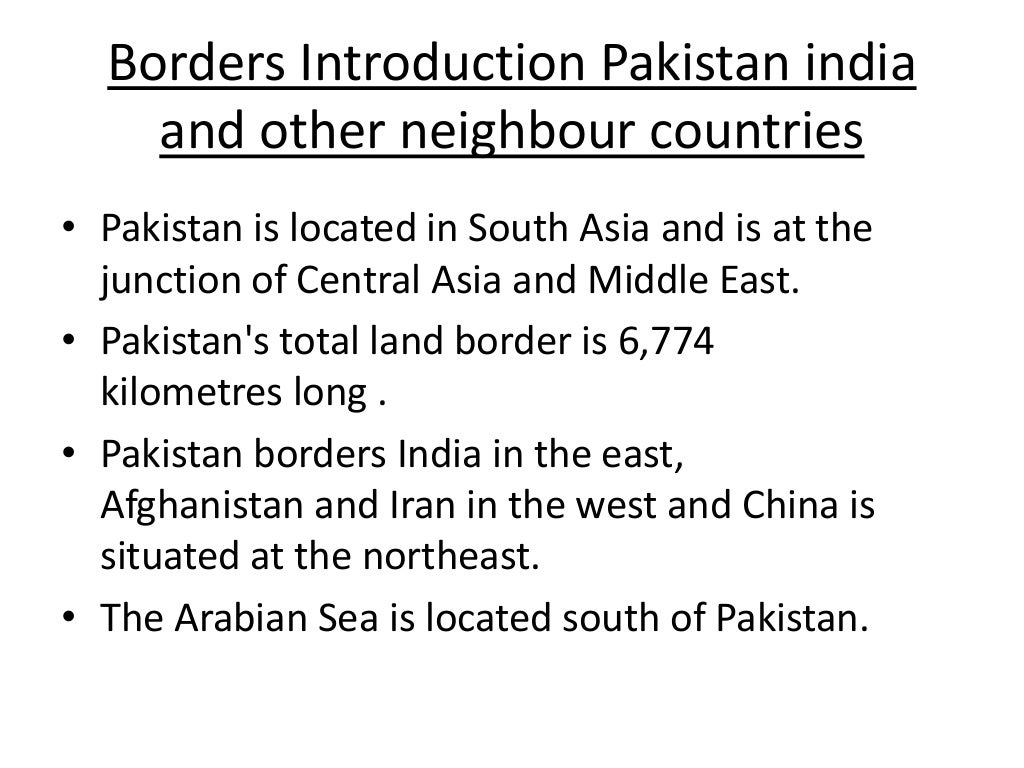 Borders Introduction Pakistan india
and other neighbour countries
• Pakistan is located in South Asia and is at the
junction of Central Asia and Middle East.
• Pakistan's total land border is 6,774
kilometres long .
• Pakistan borders India in the east,
Afghanistan and Iran in the west and China is
situated at the northeast.
• The Arabian Sea is located south of Pakistan.